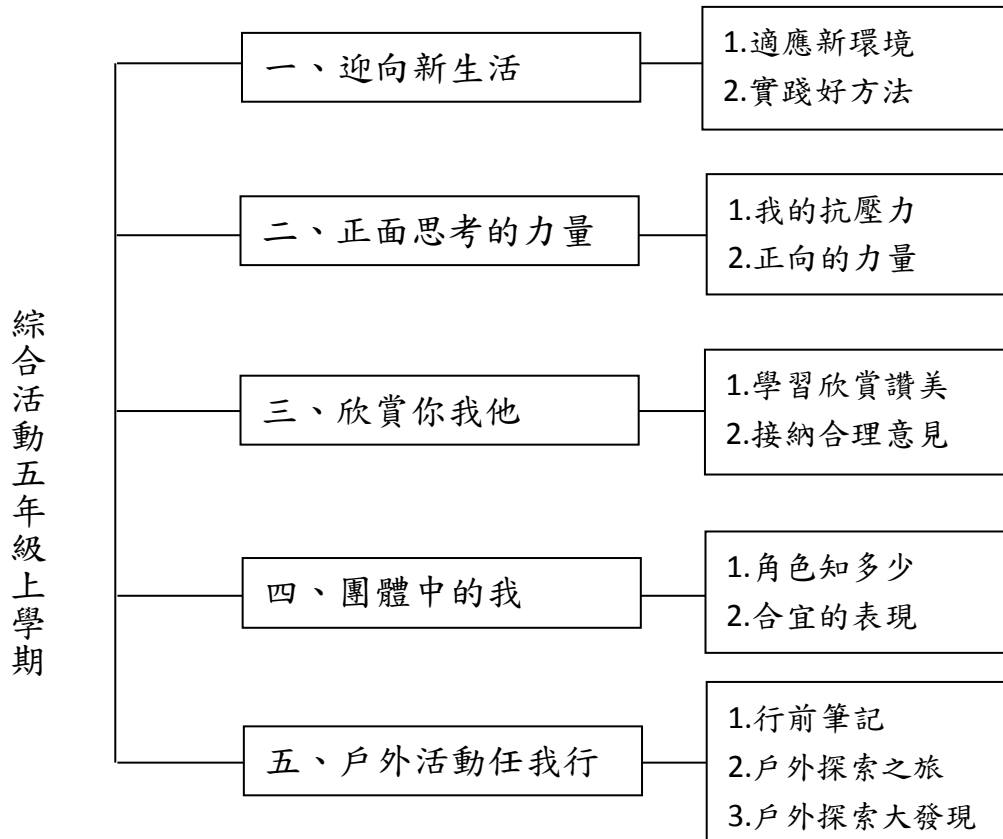 綜合活動五年級上學期
一、迎向新生活
1.適應新環境
2.實踐好方法
二、正面思考的力量
1.我的抗壓力
2.正向的力量
三、欣賞你我他
1.學習欣賞讚美
2.接納合理意見
四、團體中的我
1.角色知多少
2.合宜的表現
五、戶外活動任我行
1.行前筆記
2.戶外探索之旅
3.戶外探索大發現